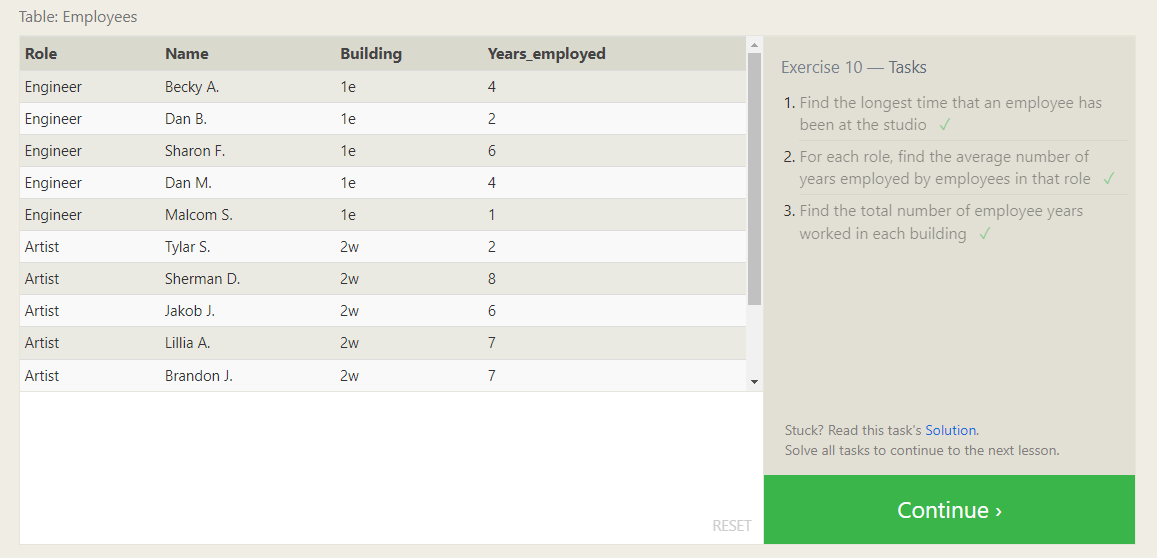 Table: Employees
Role Name Building Years_employed
Engineer Becky A. 1e 4
Engineer Dan B. 1e 2
Engineer Sharon F. 1e 6
Engineer Dan M. 1e 4
Engineer Malcom S. 1e 1
Artist Tylar S. 2w 2
Artist Sherman D. 2w 8
Artist Jakob J. 2w 6
Artist Lillia A. 2w 7
Artist Brandon J. 2w 7
RESET
Exercise 10 — Tasks
1. Find the longest time that an employee has
been at the studio ✓
2. For each role, find the average number of
years employed by employees in that role ✓
3. Find the total number of employee years
worked in each building ✓
Stuck? Read this task's Solution.
Solve all tasks to continue to the next lesson.
Continue ›